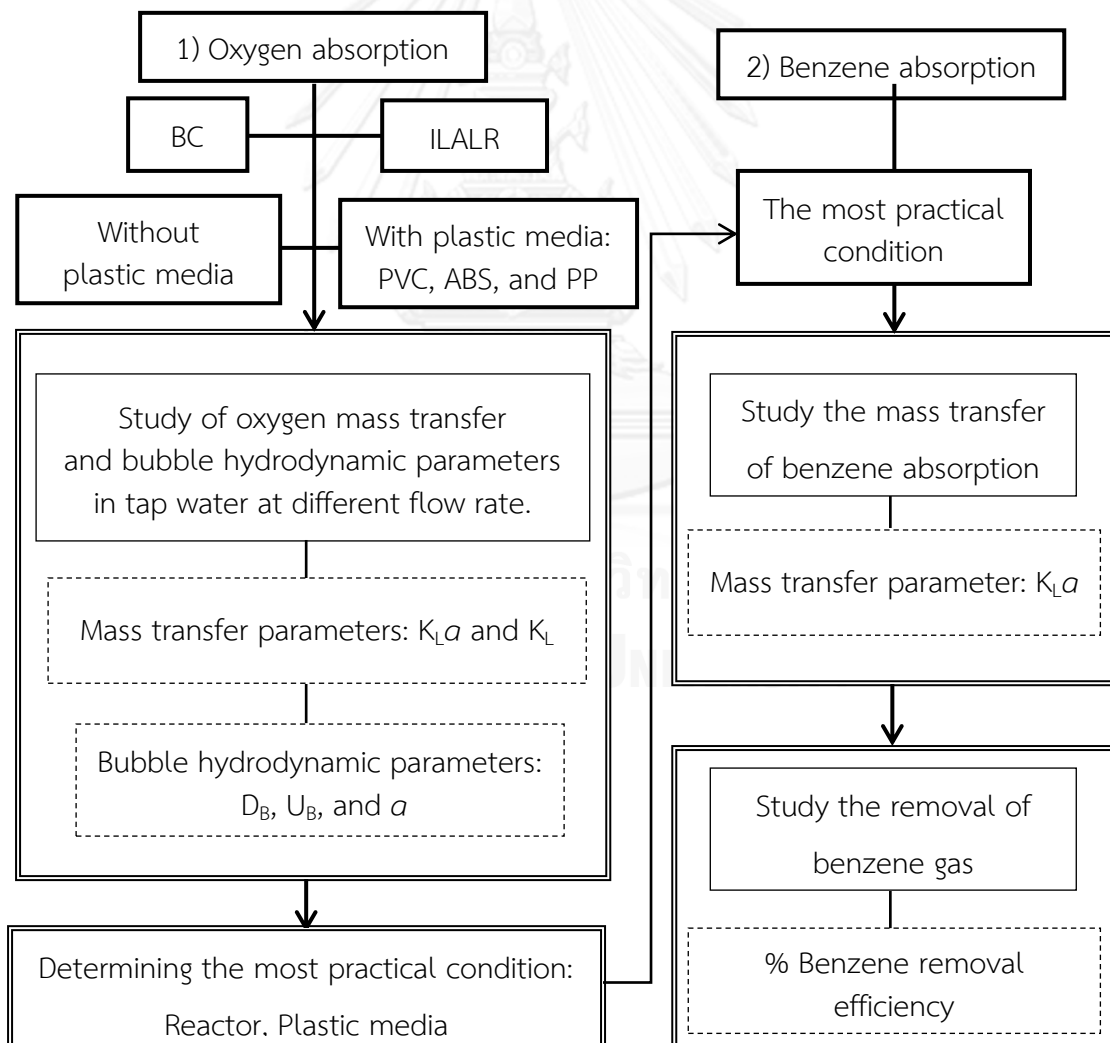 1) Oxygen absorption
BC
ILALR
Without
plastic media
With plastic media:
PVC, ABS, and PP
Study of oxygen mass transfer
and bubble hydrodynamic parameters
in tap water at different flow rate.
Mass transfer parameters: KLa and KL
Bubble hydrodynamic parameters:
DB, UB, and a
Determining the most practical condition:
Reactor, Plastic media
2) Benzene absorption
The most practical
condition
Study the mass transfer
of benzene absorption
Mass transfer parameter: KLa
Study the removal of
benzene gas
% Benzene removal
efficiency